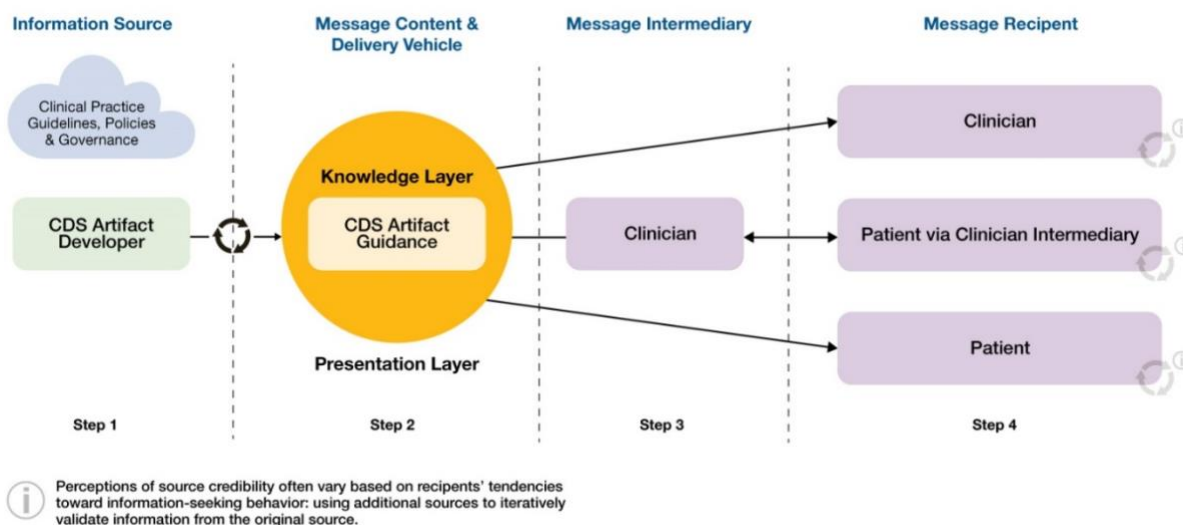 Information Source
Message Content &
Delivery Vehicle
Message Intermediary
Message Recipent
Clinical Practice
Guidelines, Policies
& Governance
CDS Artifact
Developer
Knowledge Layer
CDS Artifact
Guidance
Presentation Layer
Clinician
Clinician
Patient via Clinician Intermediary
Patient
Step 1
Step 2
Step 3
Step 4
i
i
i
i
Perceptions of source credibility often vary based on recipents' tendencies
toward information-seeking behavior: using additional sources to iteratively
validate information from the original source.